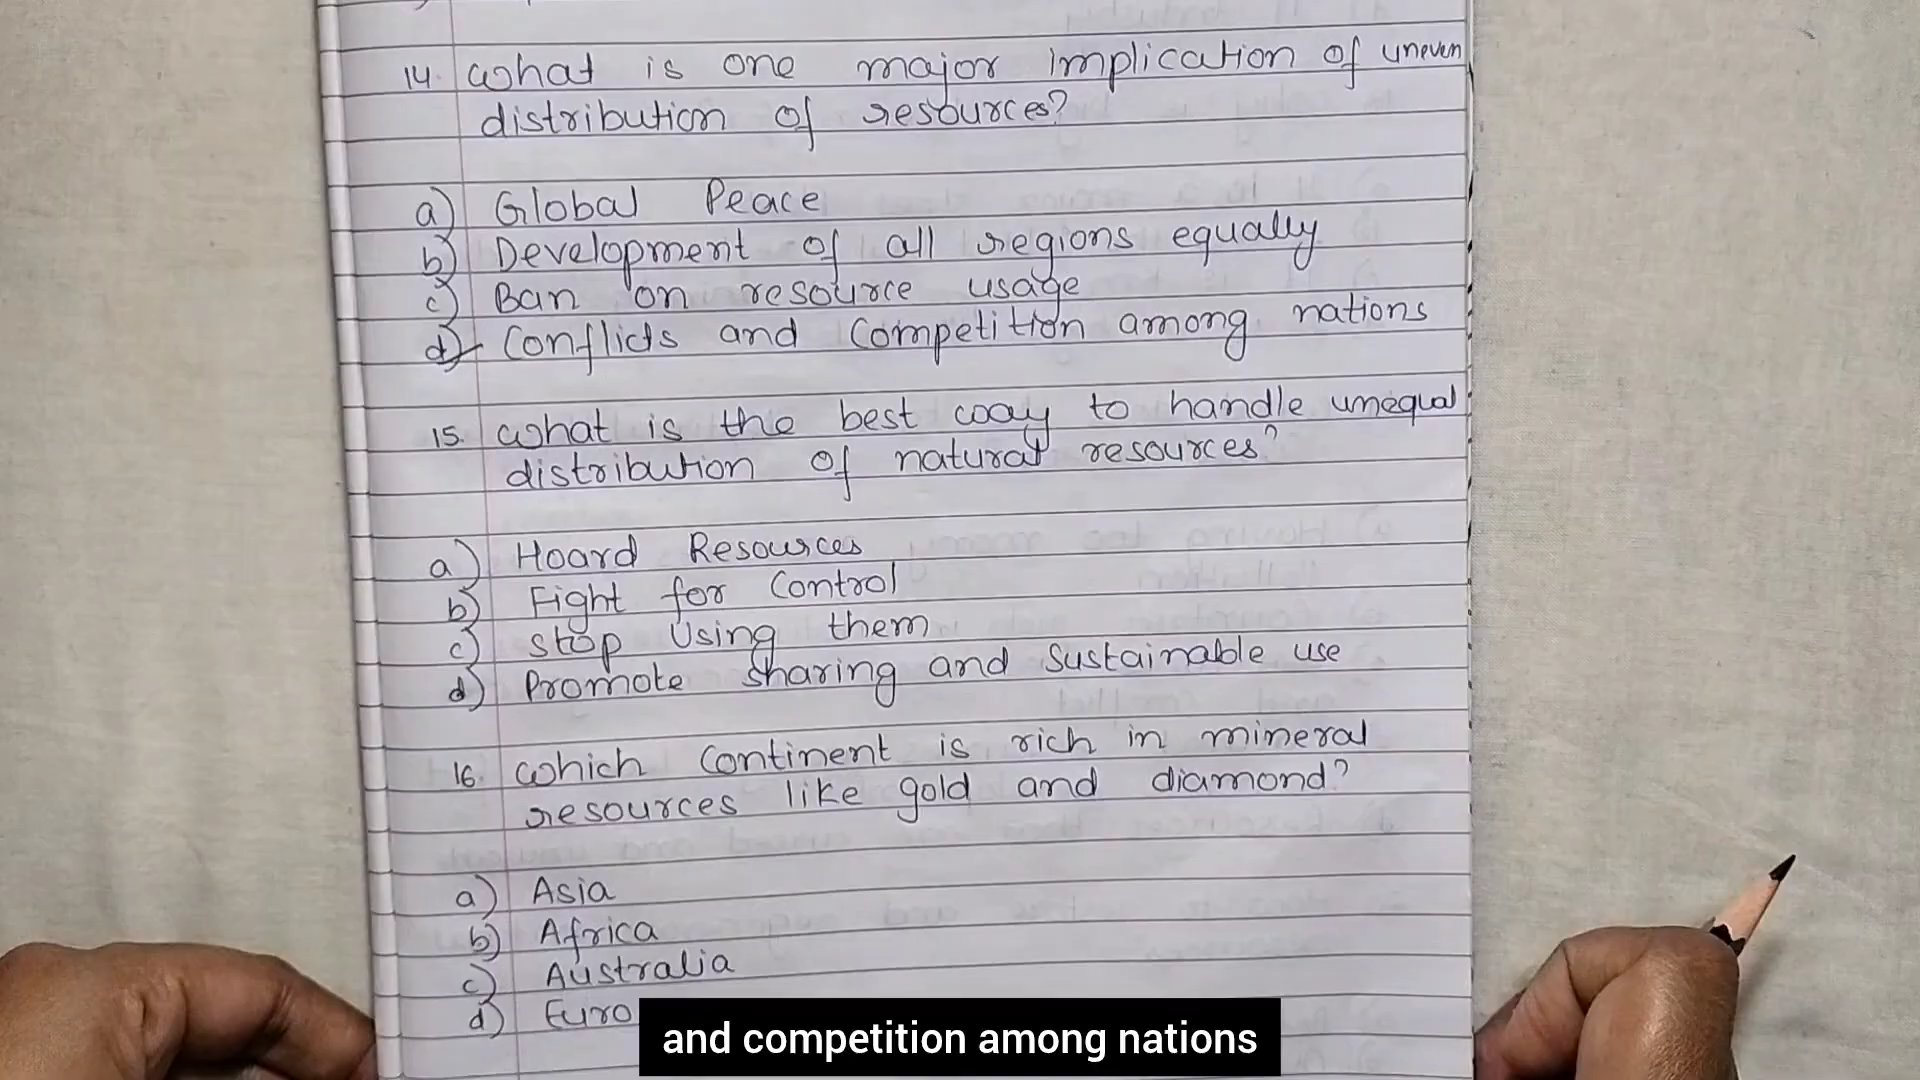 14. What is one major implication of uneven
distribution of resources?
a) Global Peace
b) Development of all regions equally
c) Ban on resource usage
d) Conflicts and Competition among nations
15. What is the best way to handle unequal
distribution of natural resources?
a) Hoard Resources
b) Fight for Control
c) Stop Using them
d) Promote sharing and Sustainable use
16. Which Continent is rich in mineral
resources like gold and diamond?
a) Asia
b) Africa
c) Australia
d) Euro
and competition among nations